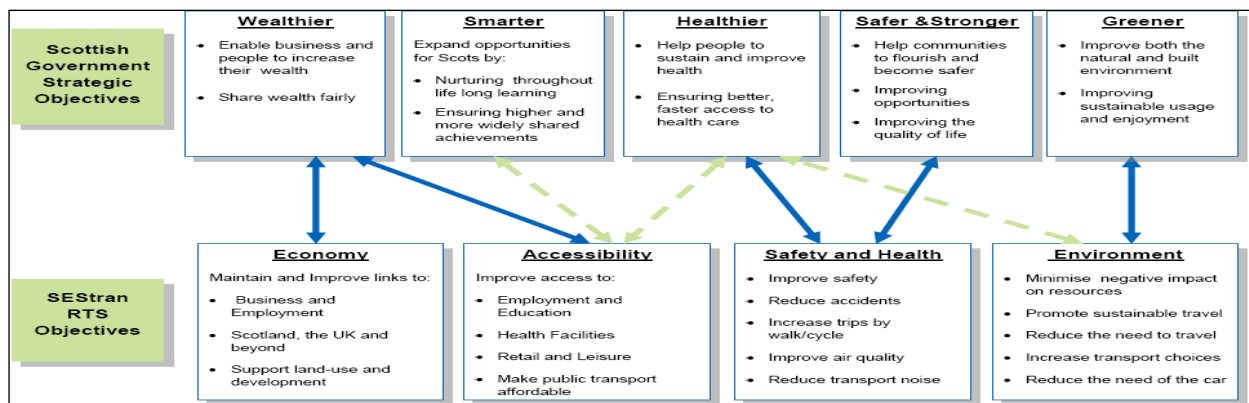 Scottish
Government
Strategic
Objectives
Wealthier
• Enable business and
people to increase
their wealth
• Share wealth fairly
Smarter
Expand opportunities
for Scots by:
• Nurturing throughout
life long learning
• Ensuring higher and
more widely shared
achievements
Healthier
• Help people to
sustain and improve
health
• Ensuring better,
faster access to
health care
Safer &Stronger
• Help communities
to flourish and
become safer
• Improving
opportunities
• Improving the
quality of life
Greener
• Improve both the
natural and built
environment
• Improving
sustainable usage
and enjoyment
SEStran
RTS
Objectives
Economy
Maintain and Improve links to:
• Business and
Employment
• Scotland, the UK and
beyond
• Support land-use and
development
Accessibility
Improve access to:
• Employment and
Education
• Health Facilities
• Retail and Leisure
• Make public transport
affordable
Safety and Health
• Improve safety
• Reduce accidents
• Increase trips by
walk/cycle
• Improve air quality
• Reduce transport noise
Environment
• Minimise negative impact
on resources
• Promote sustainable travel
• Reduce the need to travel
• Increase transport choices
• Reduce the need of the car